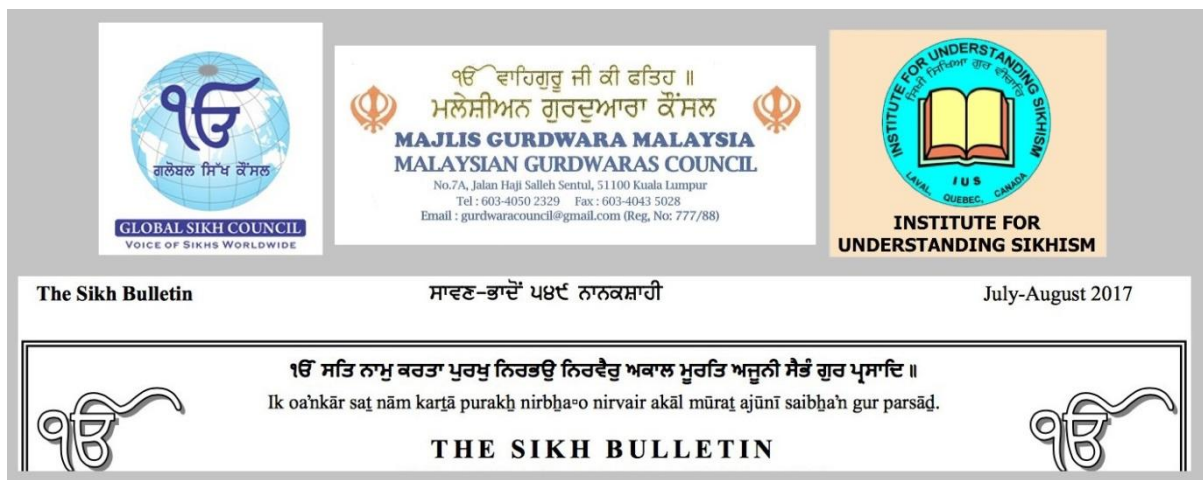 ੴ
ਗਲੋਬਲ ਸਿੱਖ ਕੌਂਸਲ
GLOBAL SIKH COUNCIL
VOICE OF SIKHS WORLDWIDE
ੴ ਵਾਹਿਗੁਰੂ ਜੀ ਕੀ ਫਤਿਹ ॥
ਮਲੇਸ਼ੀਅਨ ਗੁਰਦੁਆਰਾ ਕੌਂਸਲ
MAJLIS GURDWARA MALAYSIA
MALAYSIAN GURDWARAS COUNCIL
No.7A, Jalan Haji Salleh Sentul, 51100 Kuala Lumpur
Tel : 603-4050 2329 Fax : 603-4043 5028
Email : gurdwaracouncil@gmail.com (Reg, No: 777/88)
INSTITUTE FOR UNDERSTANDING SIKHISM
ਸਿਖੀ ਸਿਖਿਆ ਗੁਰ ਵੀਚਾਰਿ
I U S
LAVAL, QUEBEC, CANADA
INSTITUTE FOR
UNDERSTANDING SIKHISM
The Sikh Bulletin ਸਾਵਣ-ਭਾਦੋਂ ੫੪੯ ਨਾਨਕਸ਼ਾਹੀ July-August 2017
ੴ ਸਤਿ ਨਾਮੁ ਕਰਤਾ ਪੁਰਖੁ ਨਿਰਭਉ ਨਿਰਵੈਰੁ ਅਕਾਲ ਮੂਰਤਿ ਅਜੂਨੀ ਸੈਭੰ ਗੁਰ ਪ੍ਰਸਾਦਿ ॥
Ik oaʼnkār saṯ nām karṯā purakẖ nirbẖa▫o nirvair akāl mūraṯ ajūnī saibẖaʼn gur parsāḏ.
ੴ THE SIKH BULLETIN ੴ